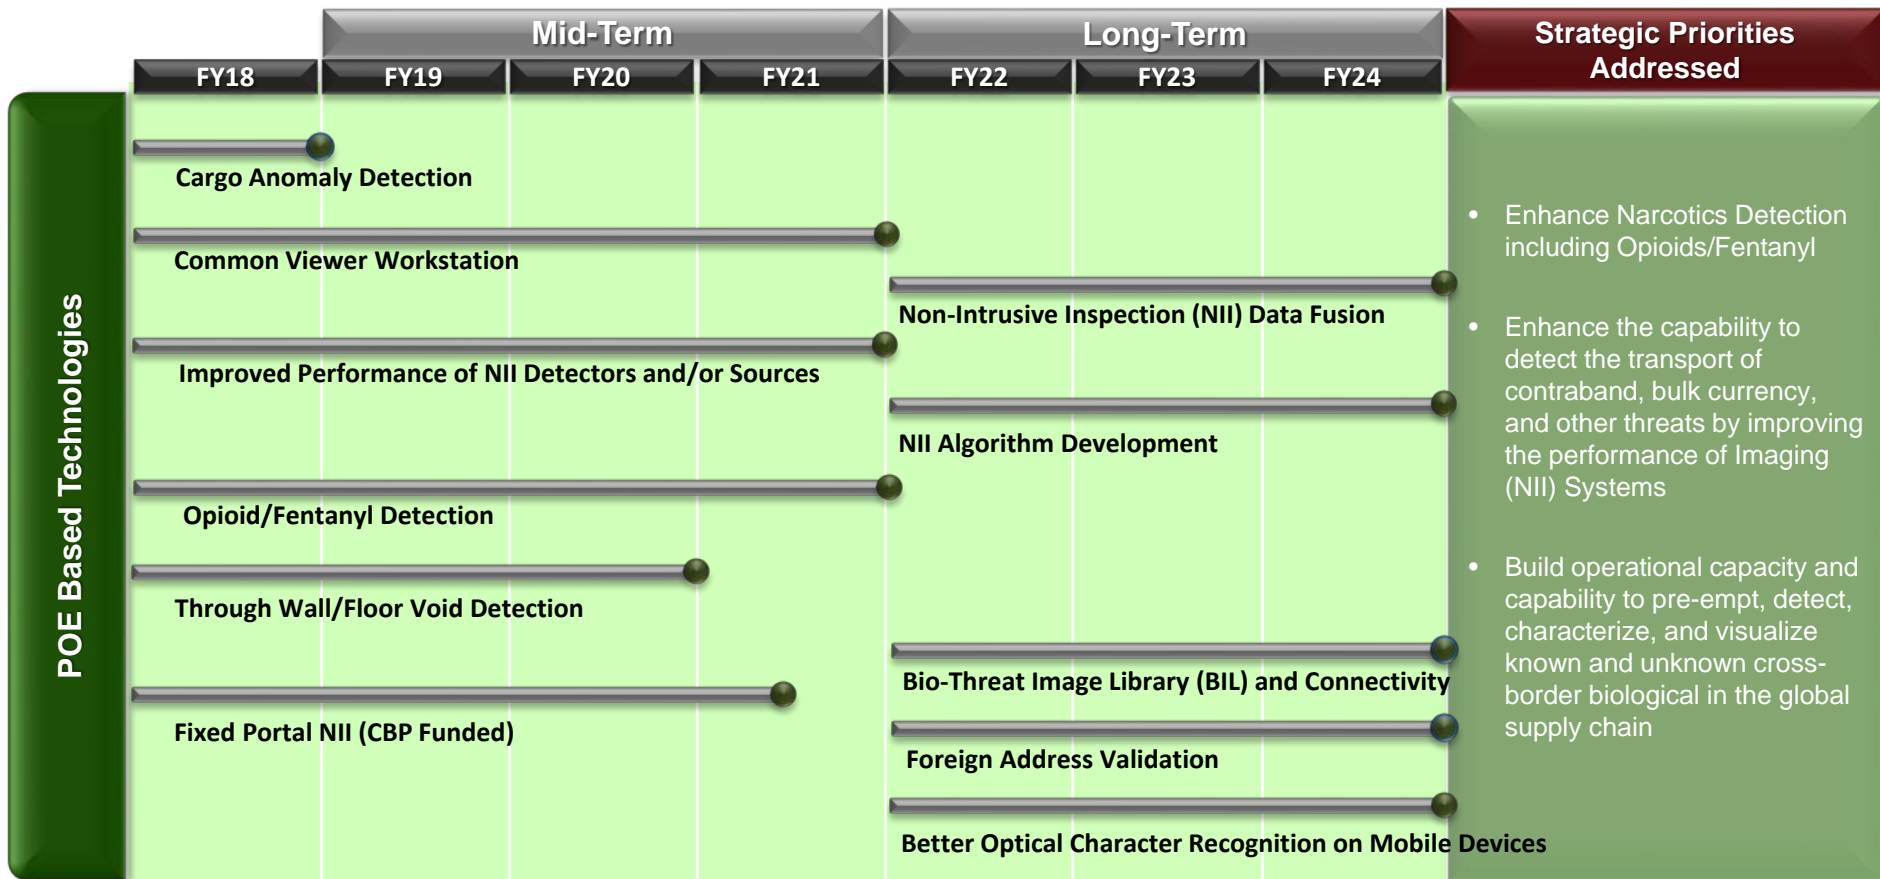 Mid-Term
Long-Term
Strategic Priorities
Addressed
FY18
FY19
FY20
FY21
FY22
FY23
FY24
POE Based Technologies
Cargo Anomaly Detection
Common Viewer Workstation
Non-Intrusive Inspection (NII) Data Fusion
Improved Performance of NII Detectors and/or Sources
NII Algorithm Development
Opioid/Fentanyl Detection
Through Wall/Floor Void Detection
Bio-Threat Image Library (BIL) and Connectivity
Fixed Portal NII (CBP Funded)
Foreign Address Validation
Better Optical Character Recognition on Mobile Devices
• Enhance Narcotics Detection
including Opioids/Fentanyl
• Enhance the capability to
detect the transport of
contraband, bulk currency,
and other threats by improving
the performance of Imaging
(NII) Systems
• Build operational capacity and
capability to pre-empt, detect,
characterize, and visualize
known and unknown cross-
border biological in the global
supply chain